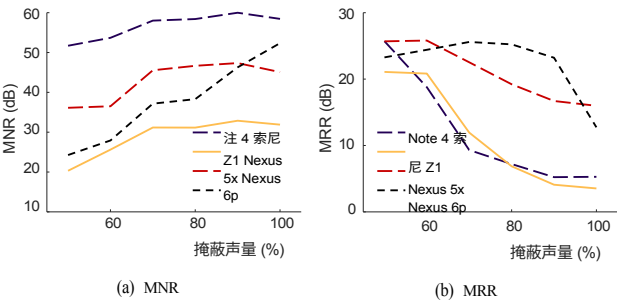 60
50
40
30
20
10
MNR (dB)
注 4 索尼
Z1 Nexus
5x Nexus
6p
60
80
100
掩蔽声量 (%)
(a) MNR
30
20
10
0
MRR (dB)
Note 4 索
尼 Z1
Nexus 5x
Nexus 6p
60
80
100
掩蔽声量 (%)
(b) MRR